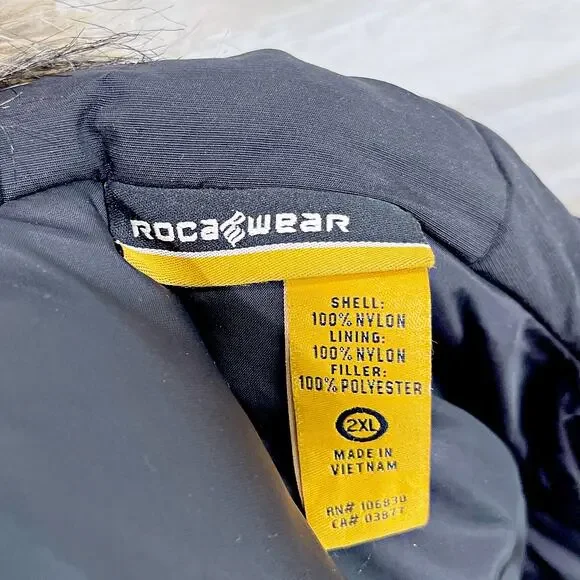 ROCAWEAR
SHELL:
100% NYLON
LINING:
100% NYLON
FILLER:
100% POLYESTER
2XL
MADE IN
VIETNAM
RN# 106830
CA# 03877